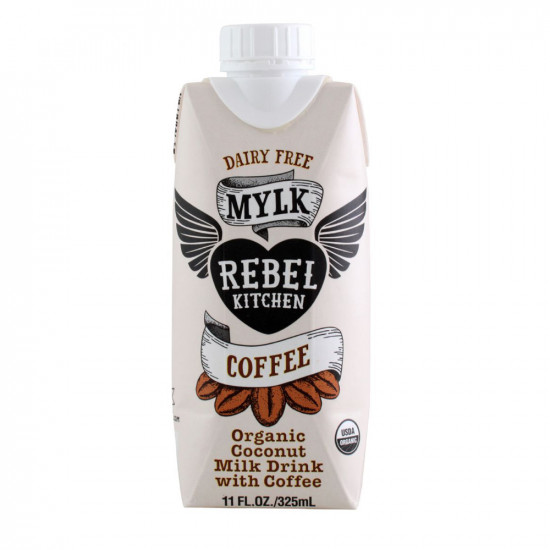 DAIRY FREE
MYLK
REBEL
KITCHEN
COFFEE
USDA
ORGANIC
Organic
Coconut
Milk Drink
with Coffee
11 FL.OZ./325mL